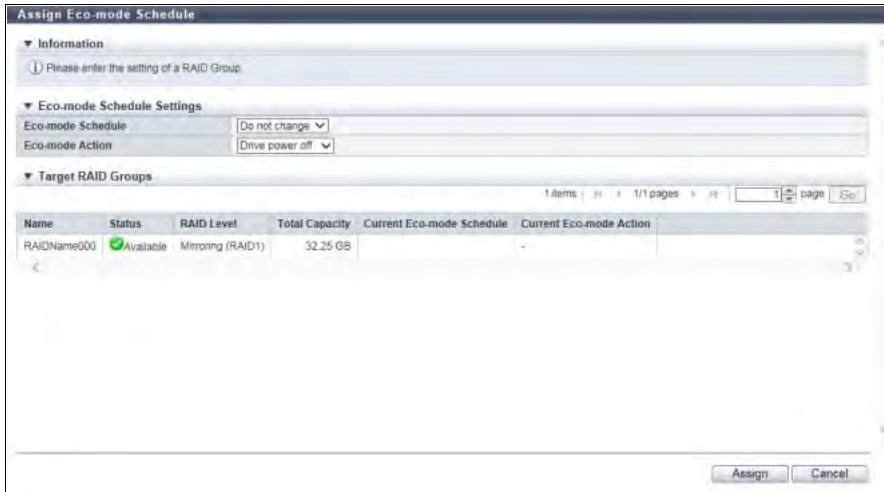 Assign Eco-mode Schedule
Information
Please enter the setting of a RAID Group
Eco-mode Schedule Settings
Eco-mode Schedule Do not change
Eco-mode Action Drive power off
Target RAID Groups
1 items 1/1 pages 1 page Go
Name Status RAID Level Total Capacity Current Eco-mode Schedule Current Eco-mode Action
RAIDName000 Available Mirroring (RAID1) 32.25 GB -
Assign Cancel